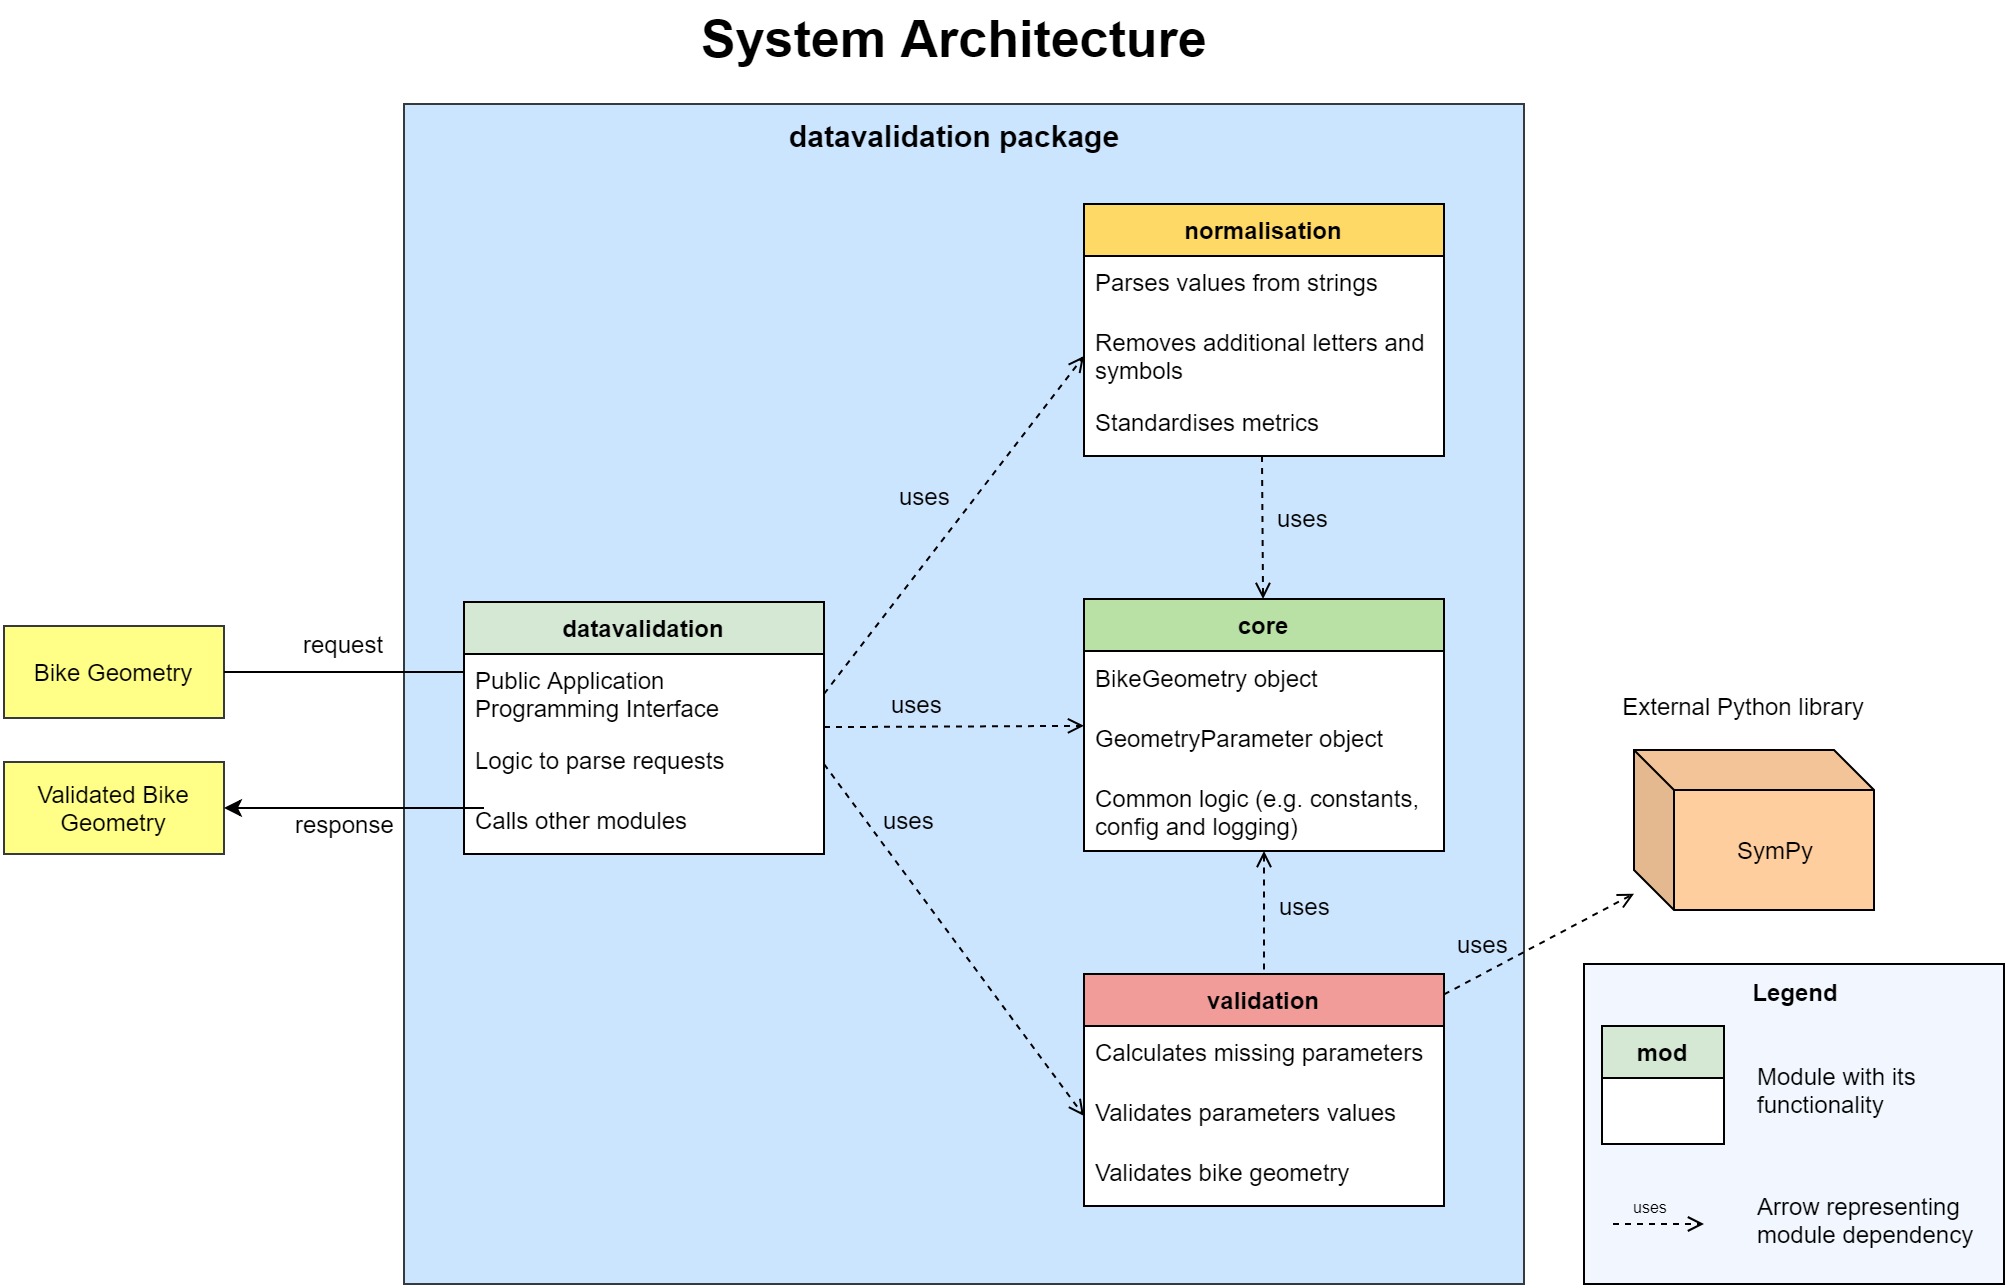 System Architecture
datavalidation package
normalisation
Parses values from strings
Removes additional letters and
symbols
Standardises metrics
uses
uses
Bike Geometry
request
Validated Bike
Geometry
response
datavalidation
Public Application
Programming Interface
Logic to parse requests
Calls other modules
uses
uses
core
BikeGeometry object
GeometryParameter object
Common logic (e.g. constants,
config and logging)
uses
validation
Calculates missing parameters
Validates parameters values
Validates bike geometry
uses
External Python library
SymPy
Legend
mod
Module with its
functionality
uses
Arrow representing
module dependency